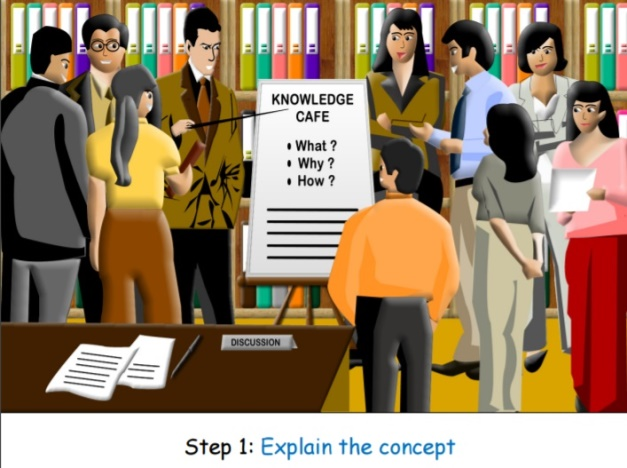 KNOWLEDGE
CAFE
• What ?
• Why ?
• How ?
DISCUSSION
Step 1: Explain the concept